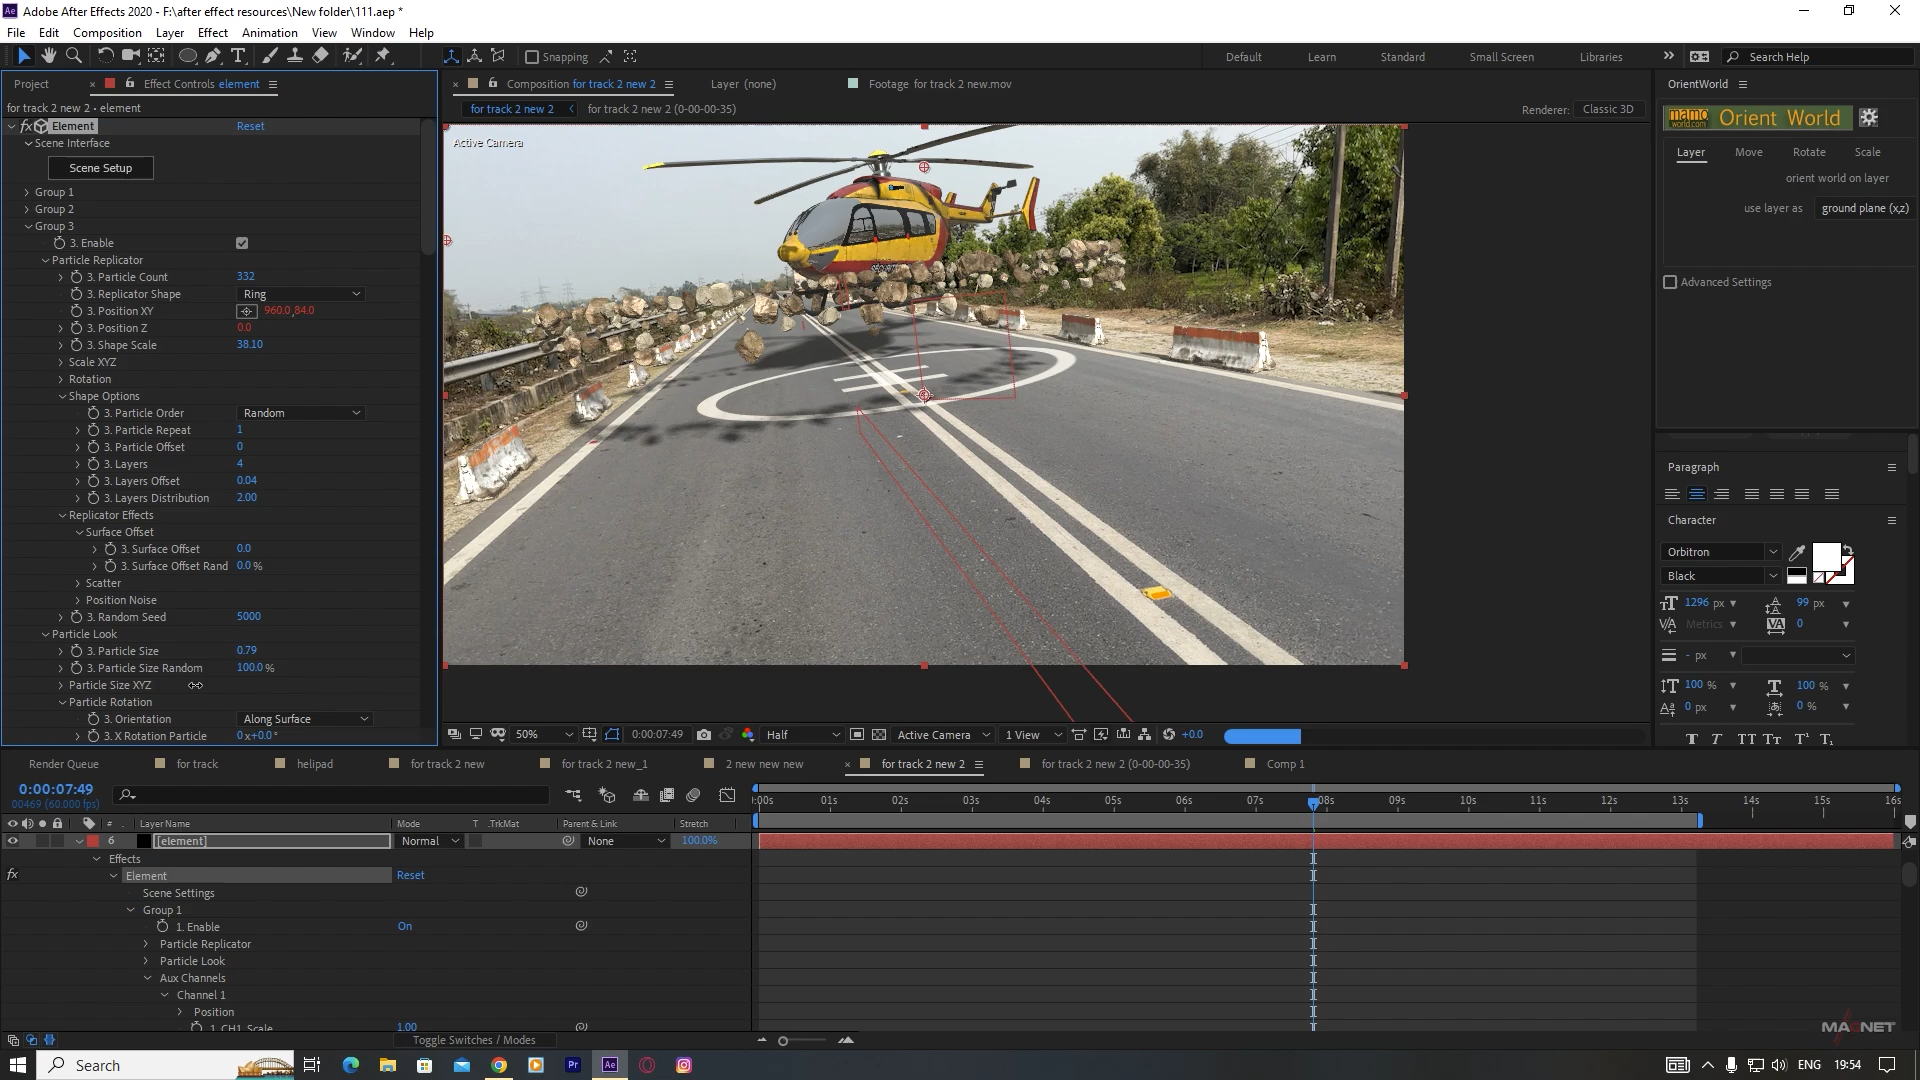 Ae Adobe After Effects 2020 - F:\after effect resources\New folder\111.aep *
File Edit Composition Layer Effect Animation View Window Help
Snapping
Default Learn Standard Small Screen Libraries Search Help
Project Effect Controls element
Composition for track 2 new 2 Layer (none) Footage for track 2 new.mov
OrientWorld
for track 2 new 2 • element
for track 2 new 2 for track 2 new 2 (0-00-00-35)
Renderer: Classic 3D
fx Element Reset
Scene Interface
Scene Setup
Group 1
Group 2
Group 3
3. Enable
Particle Replicator
3. Particle Count 332
3. Replicator Shape Ring
3. Position XY 960.0,84.0
3. Position Z 0.0
3. Shape Scale 38.10
Scale XYZ
Rotation
Shape Options
3. Particle Order Random
3. Particle Repeat 1
3. Particle Offset 0
3. Layers 4
3. Layers Offset 0.04
3. Layers Distribution 2.00
Replicator Effects
Surface Offset
3. Surface Offset 0.0
3. Surface Offset Rand 0.0 %
Scatter
Position Noise
3. Random Seed 5000
Particle Look
3. Particle Size 0.79
3. Particle Size Random 100.0 %
Particle Size XYZ
Particle Rotation
3. Orientation Along Surface
3. X Rotation Particle 0x+0.0°
Active Camera
50% 0:00:07:49 Half Active Camera 1 View +0.0
mamoworld.com Orient World
Layer Move Rotate Scale
orient world on layer
use layer as ground plane (x,z)
Advanced Settings
Paragraph
Character
Orbitron
Black
1296 px 99 px
Metrics 0
- px
100 % 100 %
0 px 0 %
T T TT Tt T¹ T₁
Render Queue for track helipad for track 2 new for track 2 new_1 2 new new new for track 2 new 2 for track 2 new 2 (0-00-00-35) Comp 1
0:00:07:49
00469 (60.000 fps)
:00s 01s 02s 03s 04s 05s 06s 07s 08s 09s 10s 11s 12s 13s 14s 15s 16s
# Layer Name Mode T .TrkMat Parent & Link Stretch
6 [element] Normal None 100.0%
Effects
fx Element Reset
Scene Settings
Group 1
1. Enable On
Particle Replicator
Particle Look
Aux Channels
Channel 1
Position
1. CH1. Scale 1.00
Toggle Switches / Modes
MAGNET
Search
Pr Ae
ENG 19:54